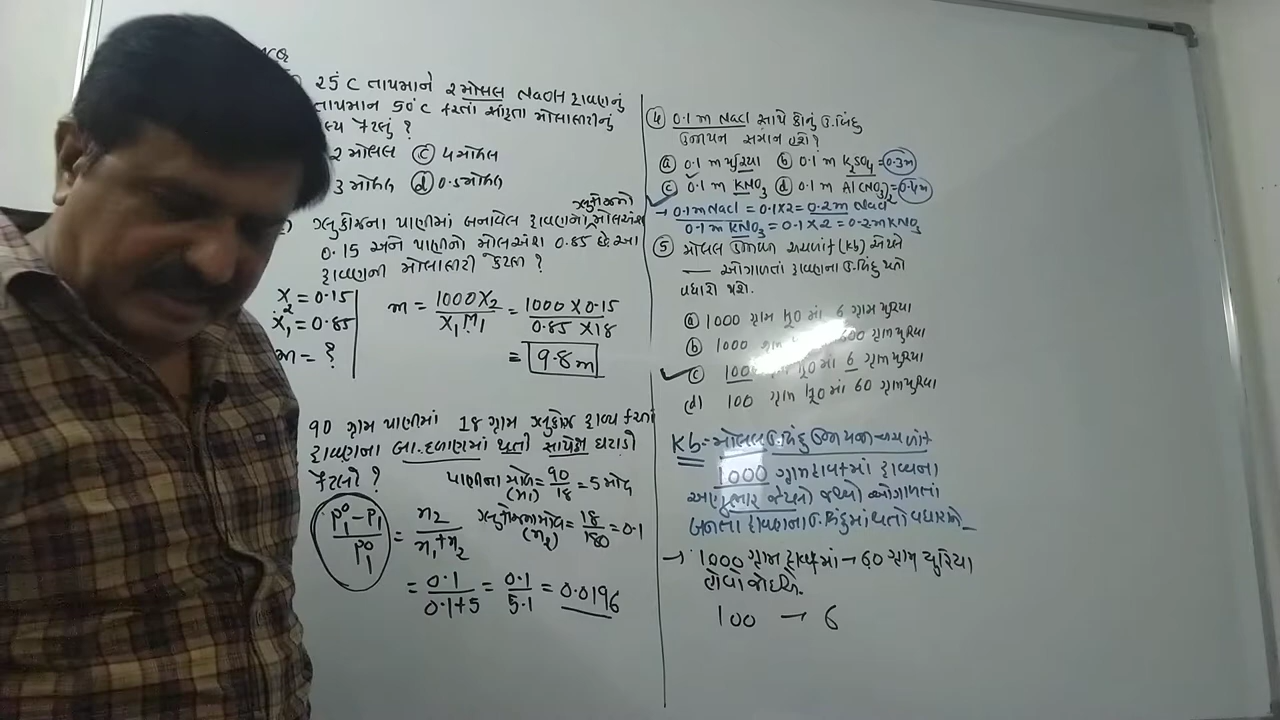 25°C તાપમાને 2 મોલલ NaOH દ્રાવણનું
તાપમાન 50°C કરતાં મોલાલીટીનું
મૂલ્ય કેટલું ?
2 મોલલ (c) 4 મોલલ
3 મોલલ (d) 0.5 મોલલ
ગ્લુકોઝનો
ગ્લુકોઝના પાણીમાં બનાવેલ દ્રાવણમાં મોલઅંશ
0.15 અને પાણીનો મોલઅંશ 0.85 છે. આ
દ્રાવણની મોલાલીટી કેટલી ?
X2 = 0.15
X1 = 0.85
m = ?
m = 1000X2 / X1M1 = 1000 × 0.15 / 0.85 × 18
= 9.8 m
90 ગ્રામ પાણીમાં 18 ગ્રામ ગ્લુકોઝ દ્રાવ્ય કરતાં
દ્રાવણના બા.દબાણમાં થતો સાપેક્ષ ઘટાડો
કેટલો ?
પાણીના મોલ (n1) = 90/18 = 5 મોલ
P1° - P1 / P1° = n2 / n1 + n2
ગ્લુકોઝના મોલ (n2) = 18/180 = 0.1
= 0.1 / 0.1+5 = 0.1 / 5.1 = 0.0196
(4) 0.1 m NaCl સાથે કોનું ઉ.બિંદુ
ઉન્નયન સમાન હશે ?
(a) 0.1 m યુરિયા (b) 0.1 m K2SO4 = 0.3m
(c) 0.1 m KNO3 (d) 0.1 m Al(NO3)2 = 0.4m
→ 0.1 m NaCl = 0.1×2 = 0.2 m NaCl
0.1 m KNO3 = 0.1 × 2 = 0.2 m KNO3
(5) મોલલ ઉન્નયન અચળાંક (Kb) એટલે
— ઓગાળતાં દ્રાવણના ઉ.બિંદુ થતો
વધારો થશે.
(a) 1000 ગ્રામ H2O માં 6 ગ્રામ યુરિયા
(b) 1000 ગ્રામ 600 ગ્રામ યુરિયા
(c) 100 ગ્રામ H2O માં 6 ગ્રામ યુરિયા
(d) 100 ગ્રામ H2O માં 60 ગ્રામ યુરિયા
Kb = મોલલ ઉ.બિંદુ ઉન્નયન અચળાંક
1000 ગ્રામ દ્રાવકમાં દ્રાવ્યના
અણુભાર જેટલો જથ્થો ઓગાળતાં
બનતા દ્રાવણના ઉ.બિંદુમાં થતો વધારો
→ 1000 ગ્રામ દ્રાવકમાં → 60 ગ્રામ યુરિયા
હોવો જોઈએ.
100 → 6